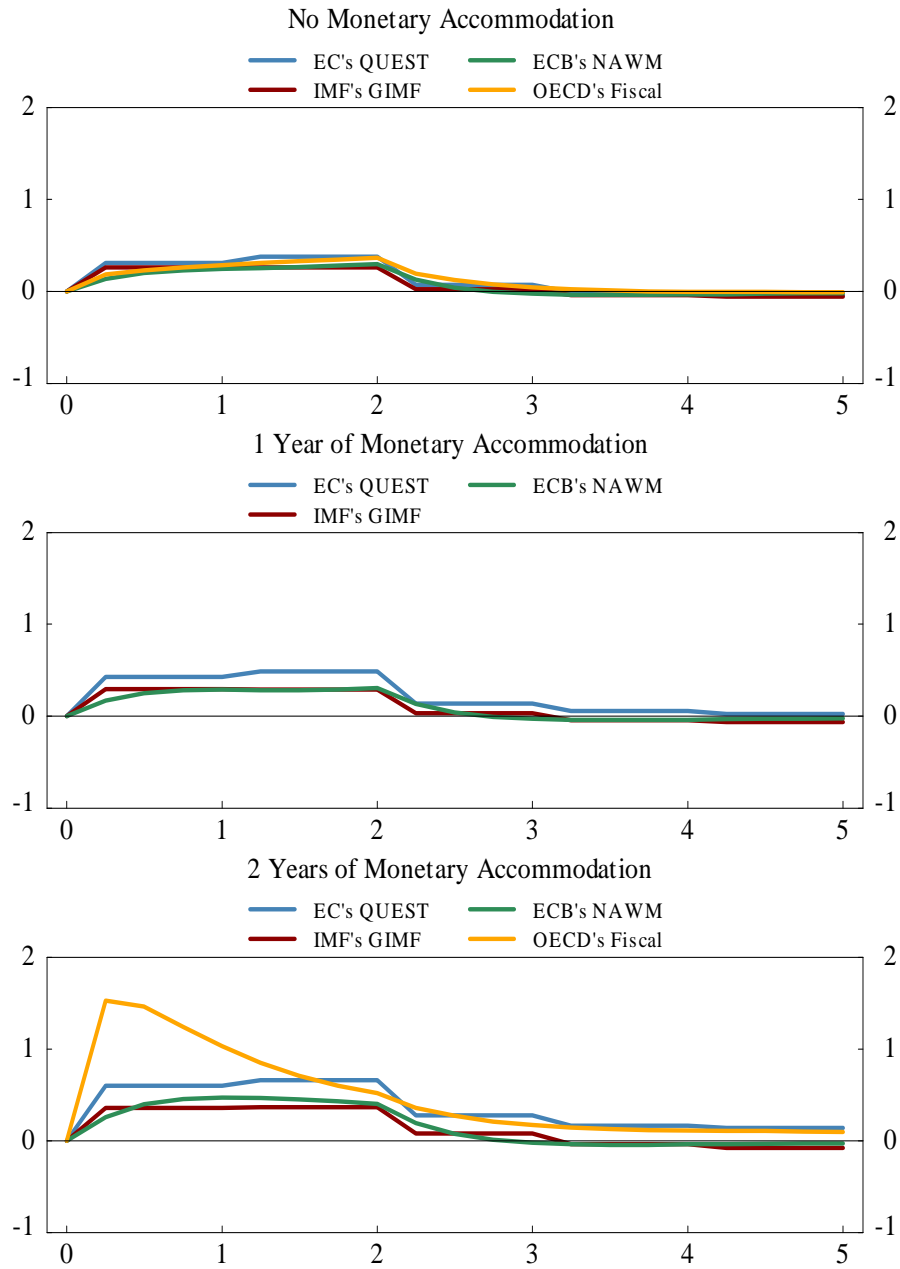 No Monetary Accommodation
EC's QUEST ECB's NAWM
IMF's GIMF OECD's Fiscal
2 2
1 1
0 0
-1 -1
0 1 2 3 4 5
1 Year of Monetary Accommodation
EC's QUEST ECB's NAWM
IMF's GIMF
2 2
1 1
0 0
-1 -1
0 1 2 3 4 5
2 Years of Monetary Accommodation
EC's QUEST ECB's NAWM
IMF's GIMF OECD's Fiscal
2 2
1 1
0 0
-1 -1
0 1 2 3 4 5